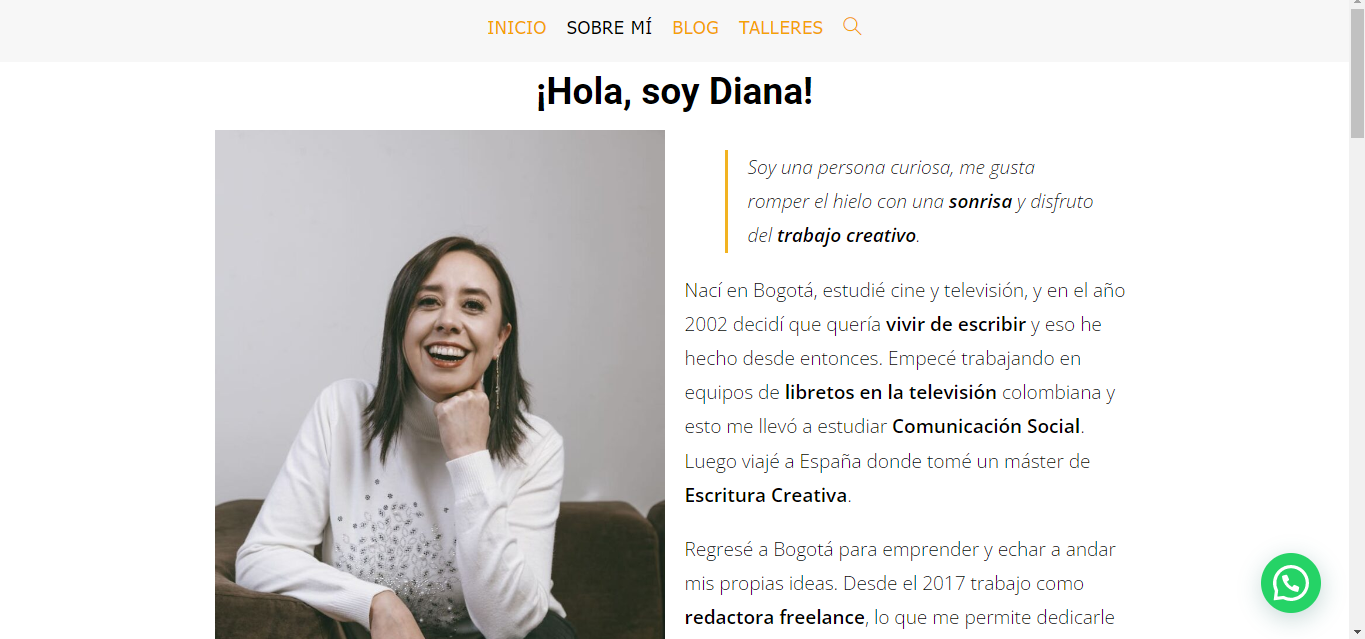 INICIO SOBRE MÍ BLOG TALLERES
¡Hola, soy Diana!
Soy una persona curiosa, me gusta
romper el hielo con una sonrisa y disfruto
del trabajo creativo.
Nací en Bogotá, estudié cine y televisión, y en el año
2002 decidí que quería vivir de escribir y eso he
hecho desde entonces. Empecé trabajando en
equipos de libretos en la televisión colombiana y
esto me llevó a estudiar Comunicación Social.
Luego viajé a España donde tomé un máster de
Escritura Creativa.
Regresé a Bogotá para emprender y echar a andar
mis propias ideas. Desde el 2017 trabajo como
redactora freelance, lo que me permite dedicarle